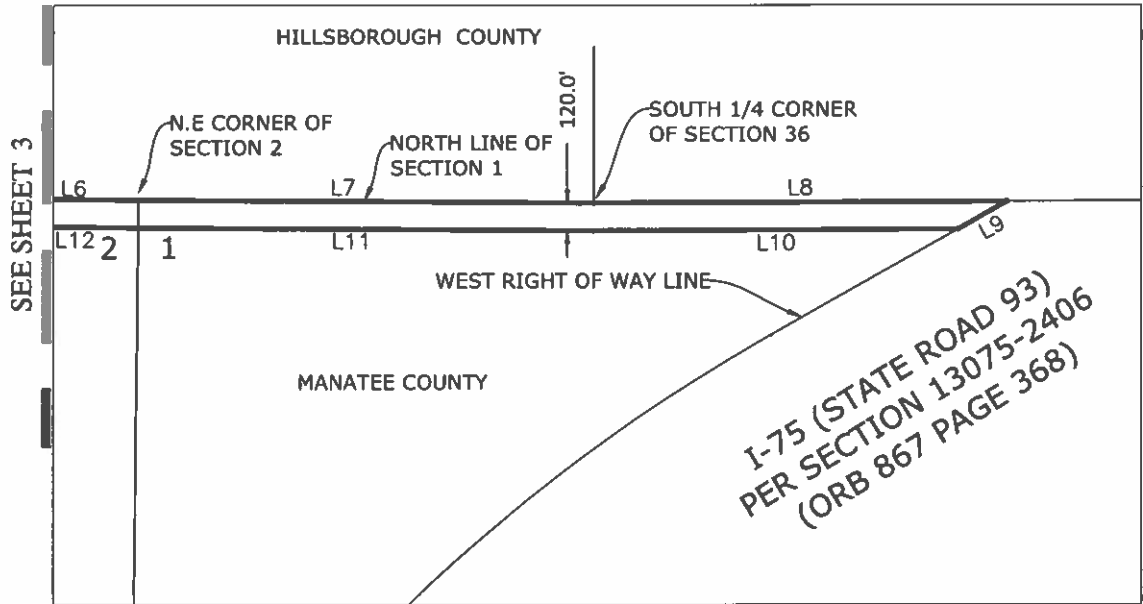 HILLSBOROUGH COUNTY
120.0'
N.E CORNER OF
SECTION 2
NORTH LINE OF
SECTION 1
SOUTH 1/4 CORNER
OF SECTION 36
SEE SHEET 3
L6
L7
L8
L12
2
1
L11
L10
L9
WEST RIGHT OF WAY LINE
MANATEE COUNTY
I-75 (STATE ROAD 93)
PER SECTION 13075-2406
(ORB 867 PAGE 368)